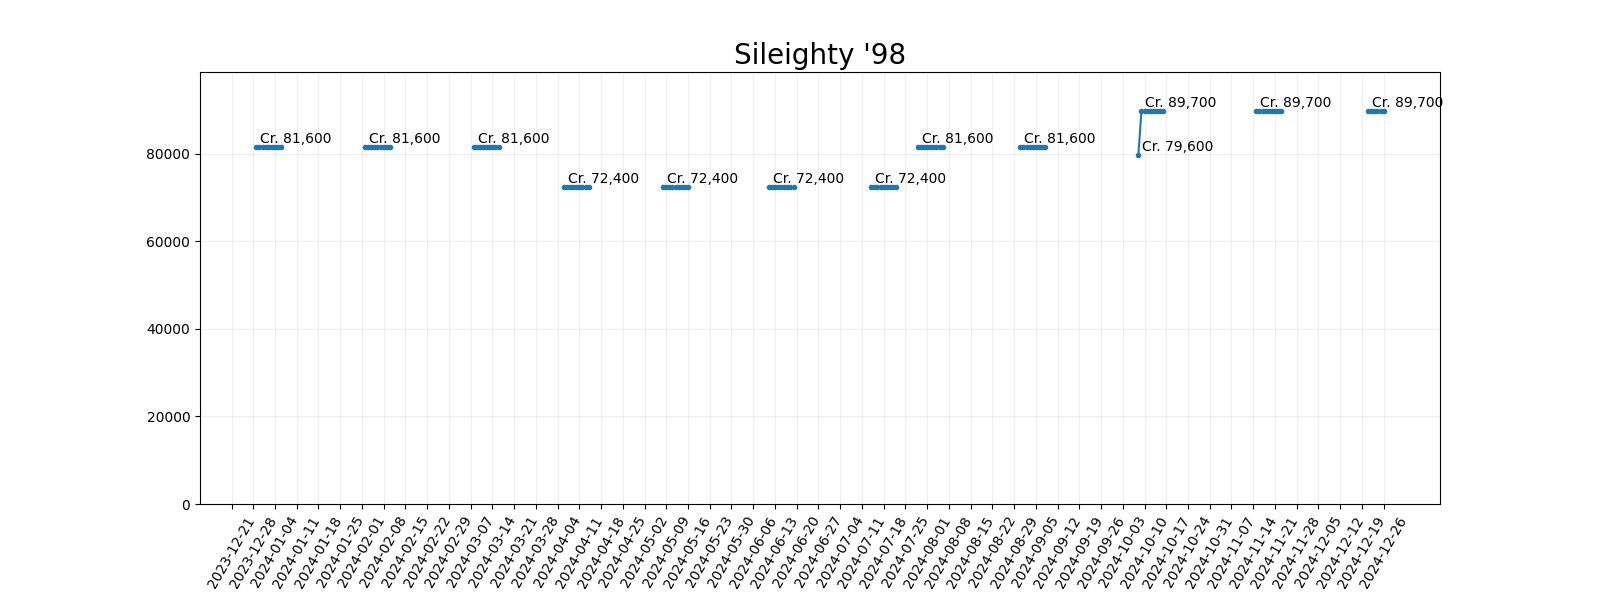 Sileighty '98
Cr. 89,700 Cr. 89,700 Cr. 89,700
Cr. 81,600 Cr. 81,600 Cr. 81,600 Cr. 81,600 Cr. 81,600
80000 Cr. 79,600
Cr. 72,400 Cr. 72,400 Cr. 72,400 Cr. 72,400
60000
40000
20000
0
2023-12-21 2023-12-28 2024-01-04 2024-01-11 2024-01-18 2024-01-25 2024-02-01 2024-02-08 2024-02-15 2024-02-22 2024-02-29 2024-03-07 2024-03-14 2024-03-21 2024-03-28 2024-04-04 2024-04-11 2024-04-18 2024-04-25 2024-05-02 2024-05-09 2024-05-16 2024-05-23 2024-05-30 2024-06-06 2024-06-13 2024-06-20 2024-06-27 2024-07-04 2024-07-11 2024-07-18 2024-07-25 2024-08-01 2024-08-08 2024-08-15 2024-08-22 2024-08-29 2024-09-05 2024-09-12 2024-09-19 2024-09-26 2024-10-03 2024-10-10 2024-10-17 2024-10-24 2024-10-31 2024-11-07 2024-11-14 2024-11-21 2024-11-28 2024-12-05 2024-12-12 2024-12-19 2024-12-26